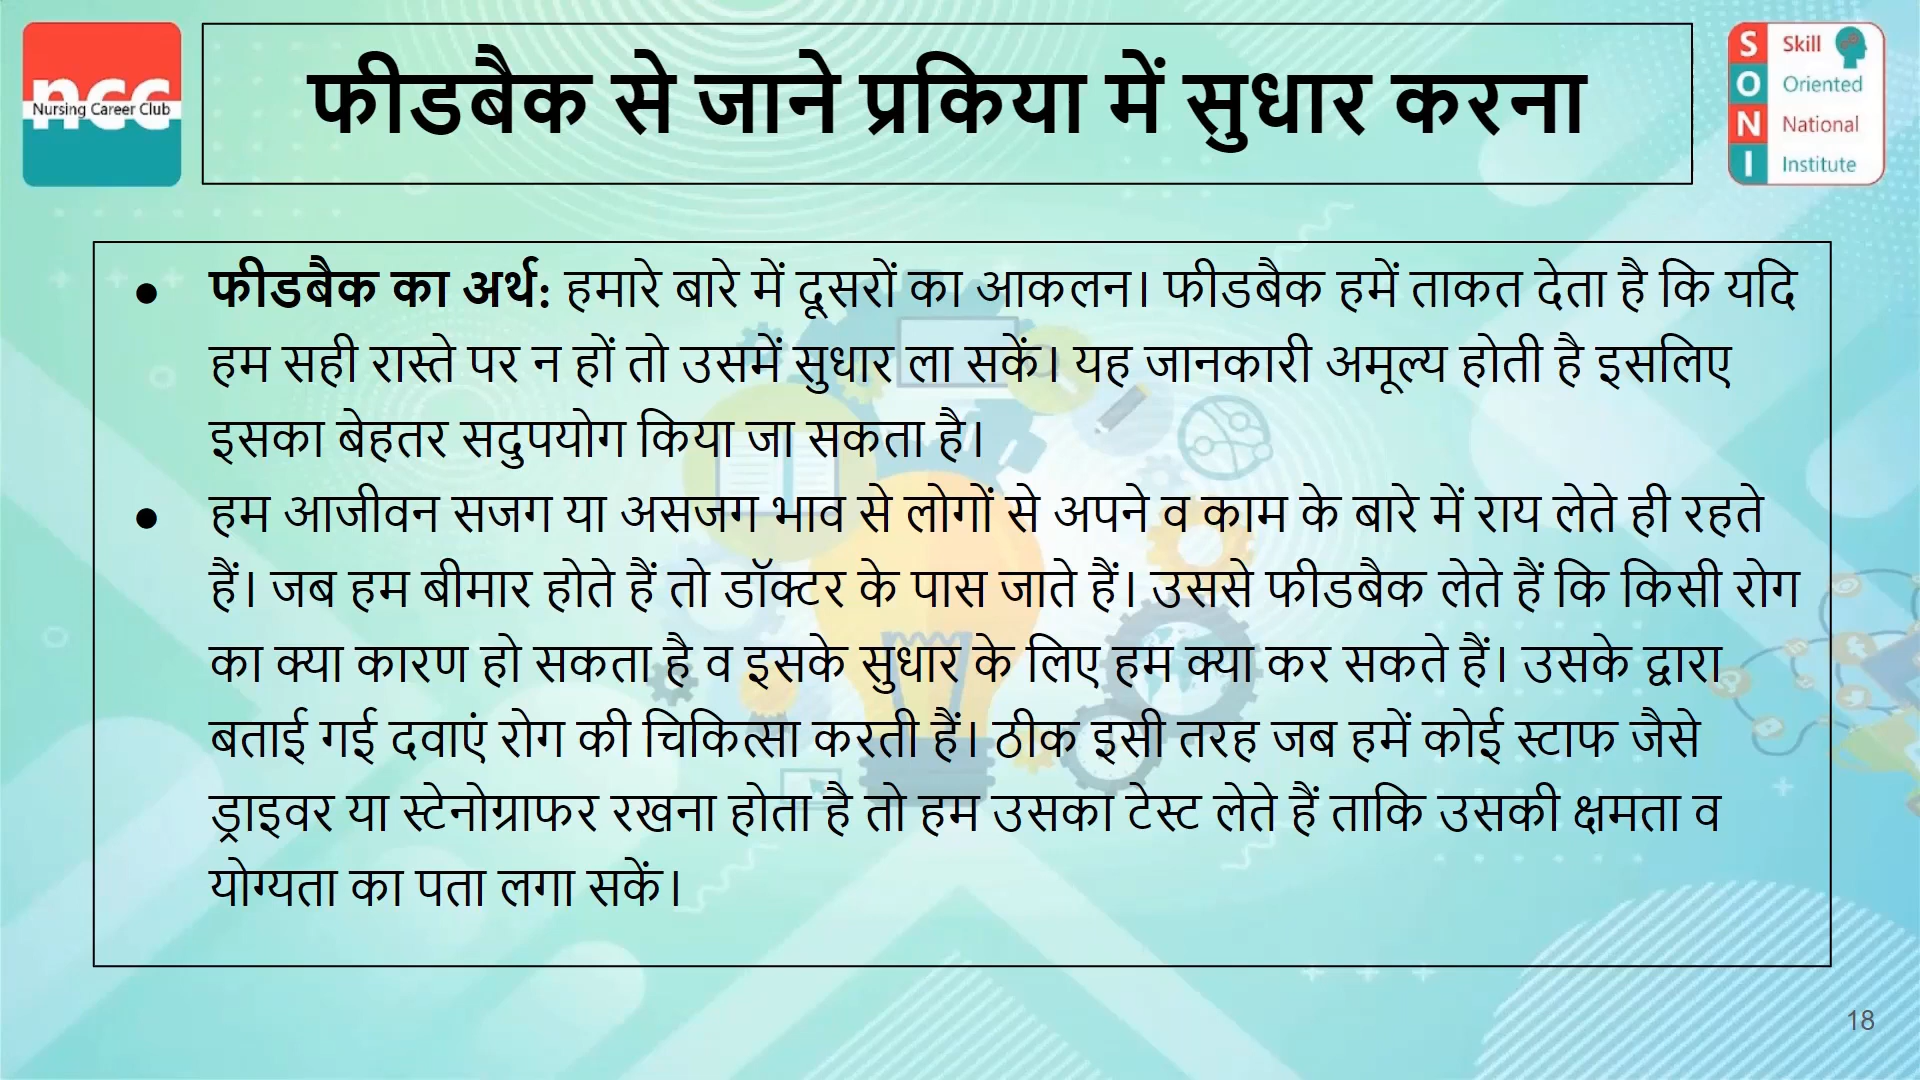 ncc
Nursing Career Club
फीडबैक से जाने प्रकिया में सुधार करना
S Skill
O Oriented
N National
I Institute
● फीडबैक का अर्थ: हमारे बारे में दूसरों का आकलन। फीडबैक हमें ताकत देता है कि यदि
हम सही रास्ते पर न हों तो उसमें सुधार ला सकें। यह जानकारी अमूल्य होती है इसलिए
इसका बेहतर सदुपयोग किया जा सकता है।
● हम आजीवन सजग या असजग भाव से लोगों से अपने व काम के बारे में राय लेते ही रहते
हैं। जब हम बीमार होते हैं तो डॉक्टर के पास जाते हैं। उससे फीडबैक लेते हैं कि किसी रोग
का क्या कारण हो सकता है व इसके सुधार के लिए हम क्या कर सकते हैं। उसके द्वारा
बताई गई दवाएं रोग की चिकित्सा करती हैं। ठीक इसी तरह जब हमें कोई स्टाफ जैसे
ड्राइवर या स्टेनोग्राफर रखना होता है तो हम उसका टेस्ट लेते हैं ताकि उसकी क्षमता व
योग्यता का पता लगा सकें।
18